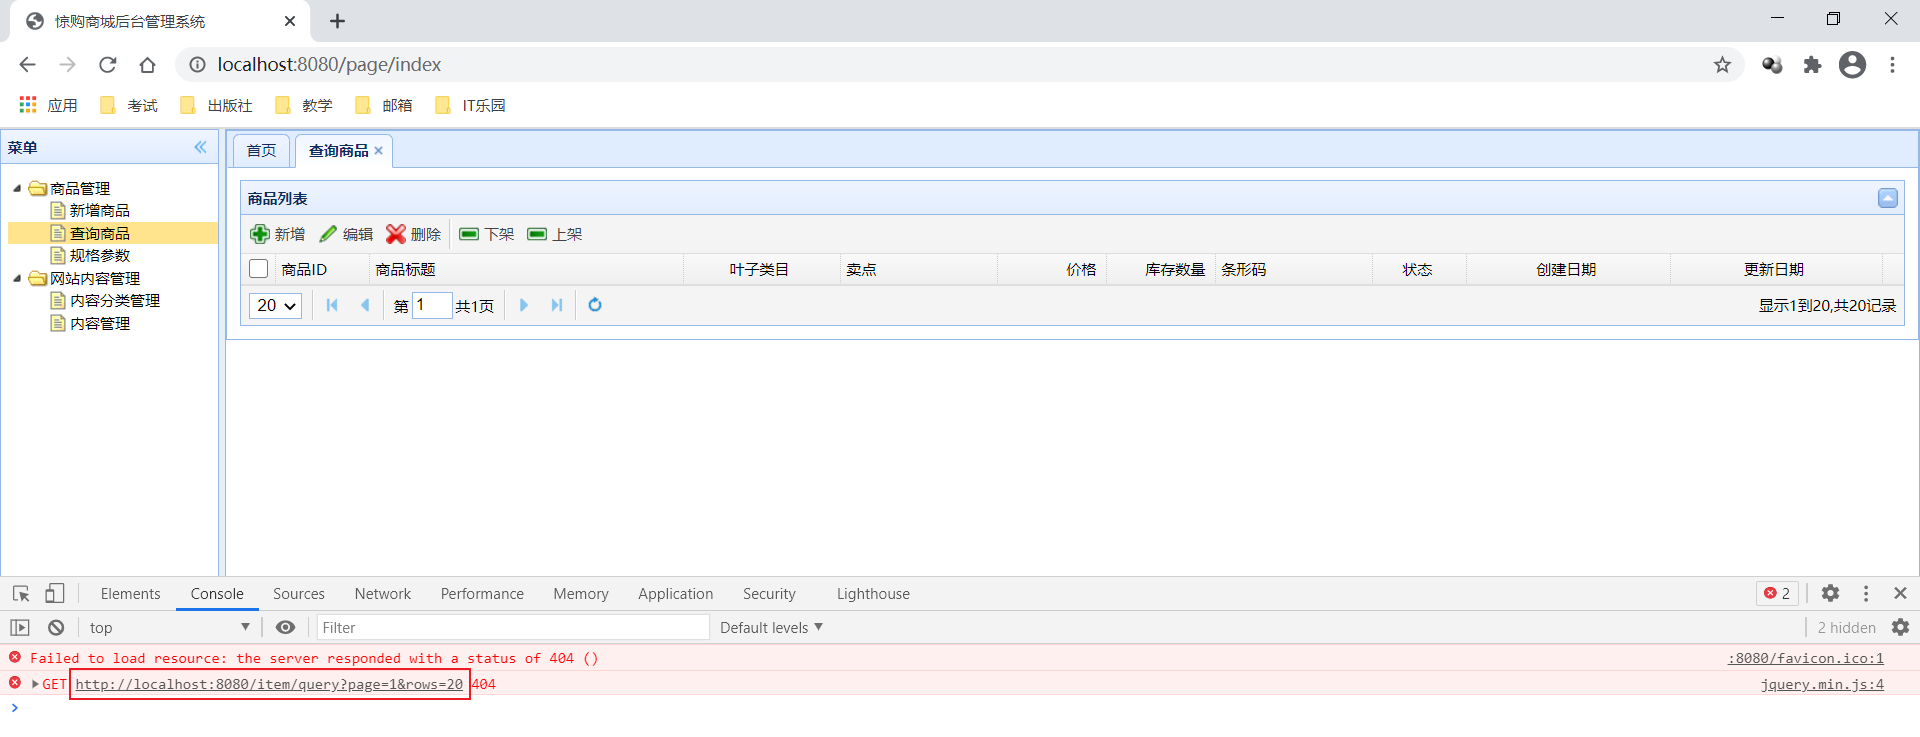 惊购商城后台管理系统
localhost:8080/page/index
应用 考试 出版社 教学 邮箱 IT乐园
菜单
商品管理
新增商品
查询商品
规格参数
网站内容管理
内容分类管理
内容管理
首页 查询商品
商品列表
新增 编辑 删除 下架 上架
商品ID 商品标题 叶子类目 卖点 价格 库存数量 条形码 状态 创建日期 更新日期
20 第 1 共1页 显示1到20,共20记录
Elements Console Sources Network Performance Memory Application Security Lighthouse 2
top Filter Default levels 2 hidden
Failed to load resource: the server responded with a status of 404 () :8080/favicon.ico:1
GET http://localhost:8080/item/query?page=1&rows=20 404 jquery.min.js:4